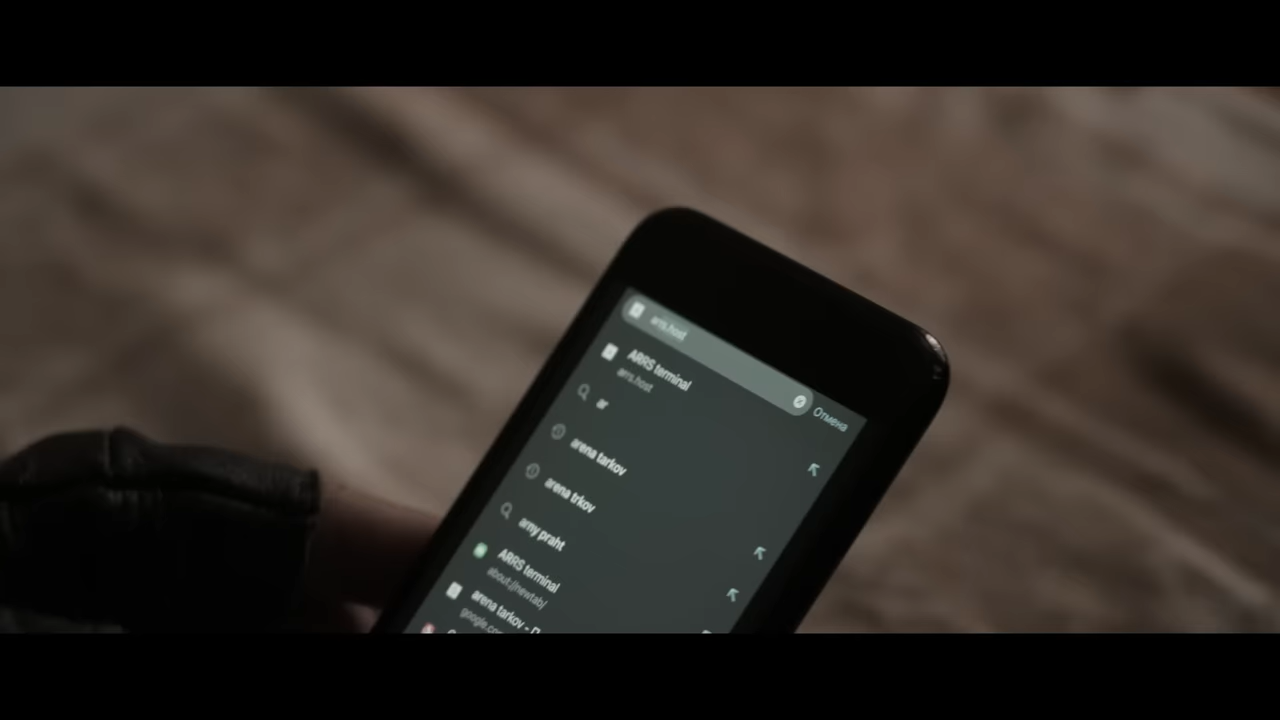 arrs.host
Отмена
ARRS terminal
arrs.host
ar
arena tarkov
arena trkov
amy praht
ARRS terminal
about://newtab/
arena tarkov -